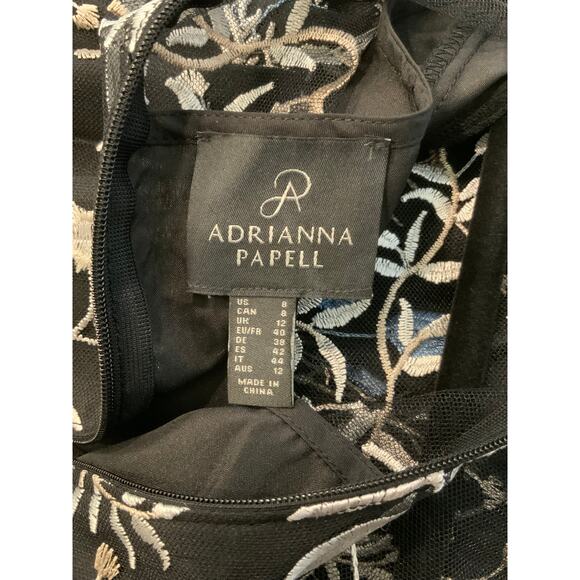 ADRIANNA
PAPELL
US 8
CAN 8
UK 12
EU/FR 40
DE 38
ES 42
IT 44
AUS 12
MADE IN
CHINA